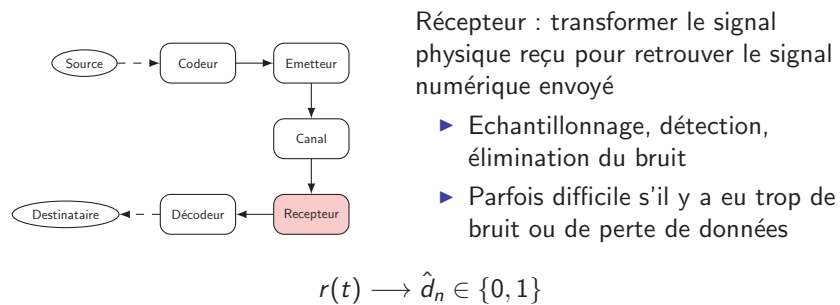 Source
Codeur
Emetteur
Canal
Destinataire
Décodeur
Recepteur
Récepteur : transformer le signal
physique reçu pour retrouver le signal
numérique envoyé
▶ Echantillonnage, détection,
élimination du bruit
▶ Parfois difficile s'il y a eu trop de
bruit ou de perte de données
r(t) ⟶ d̂ₙ ∈ {0, 1}